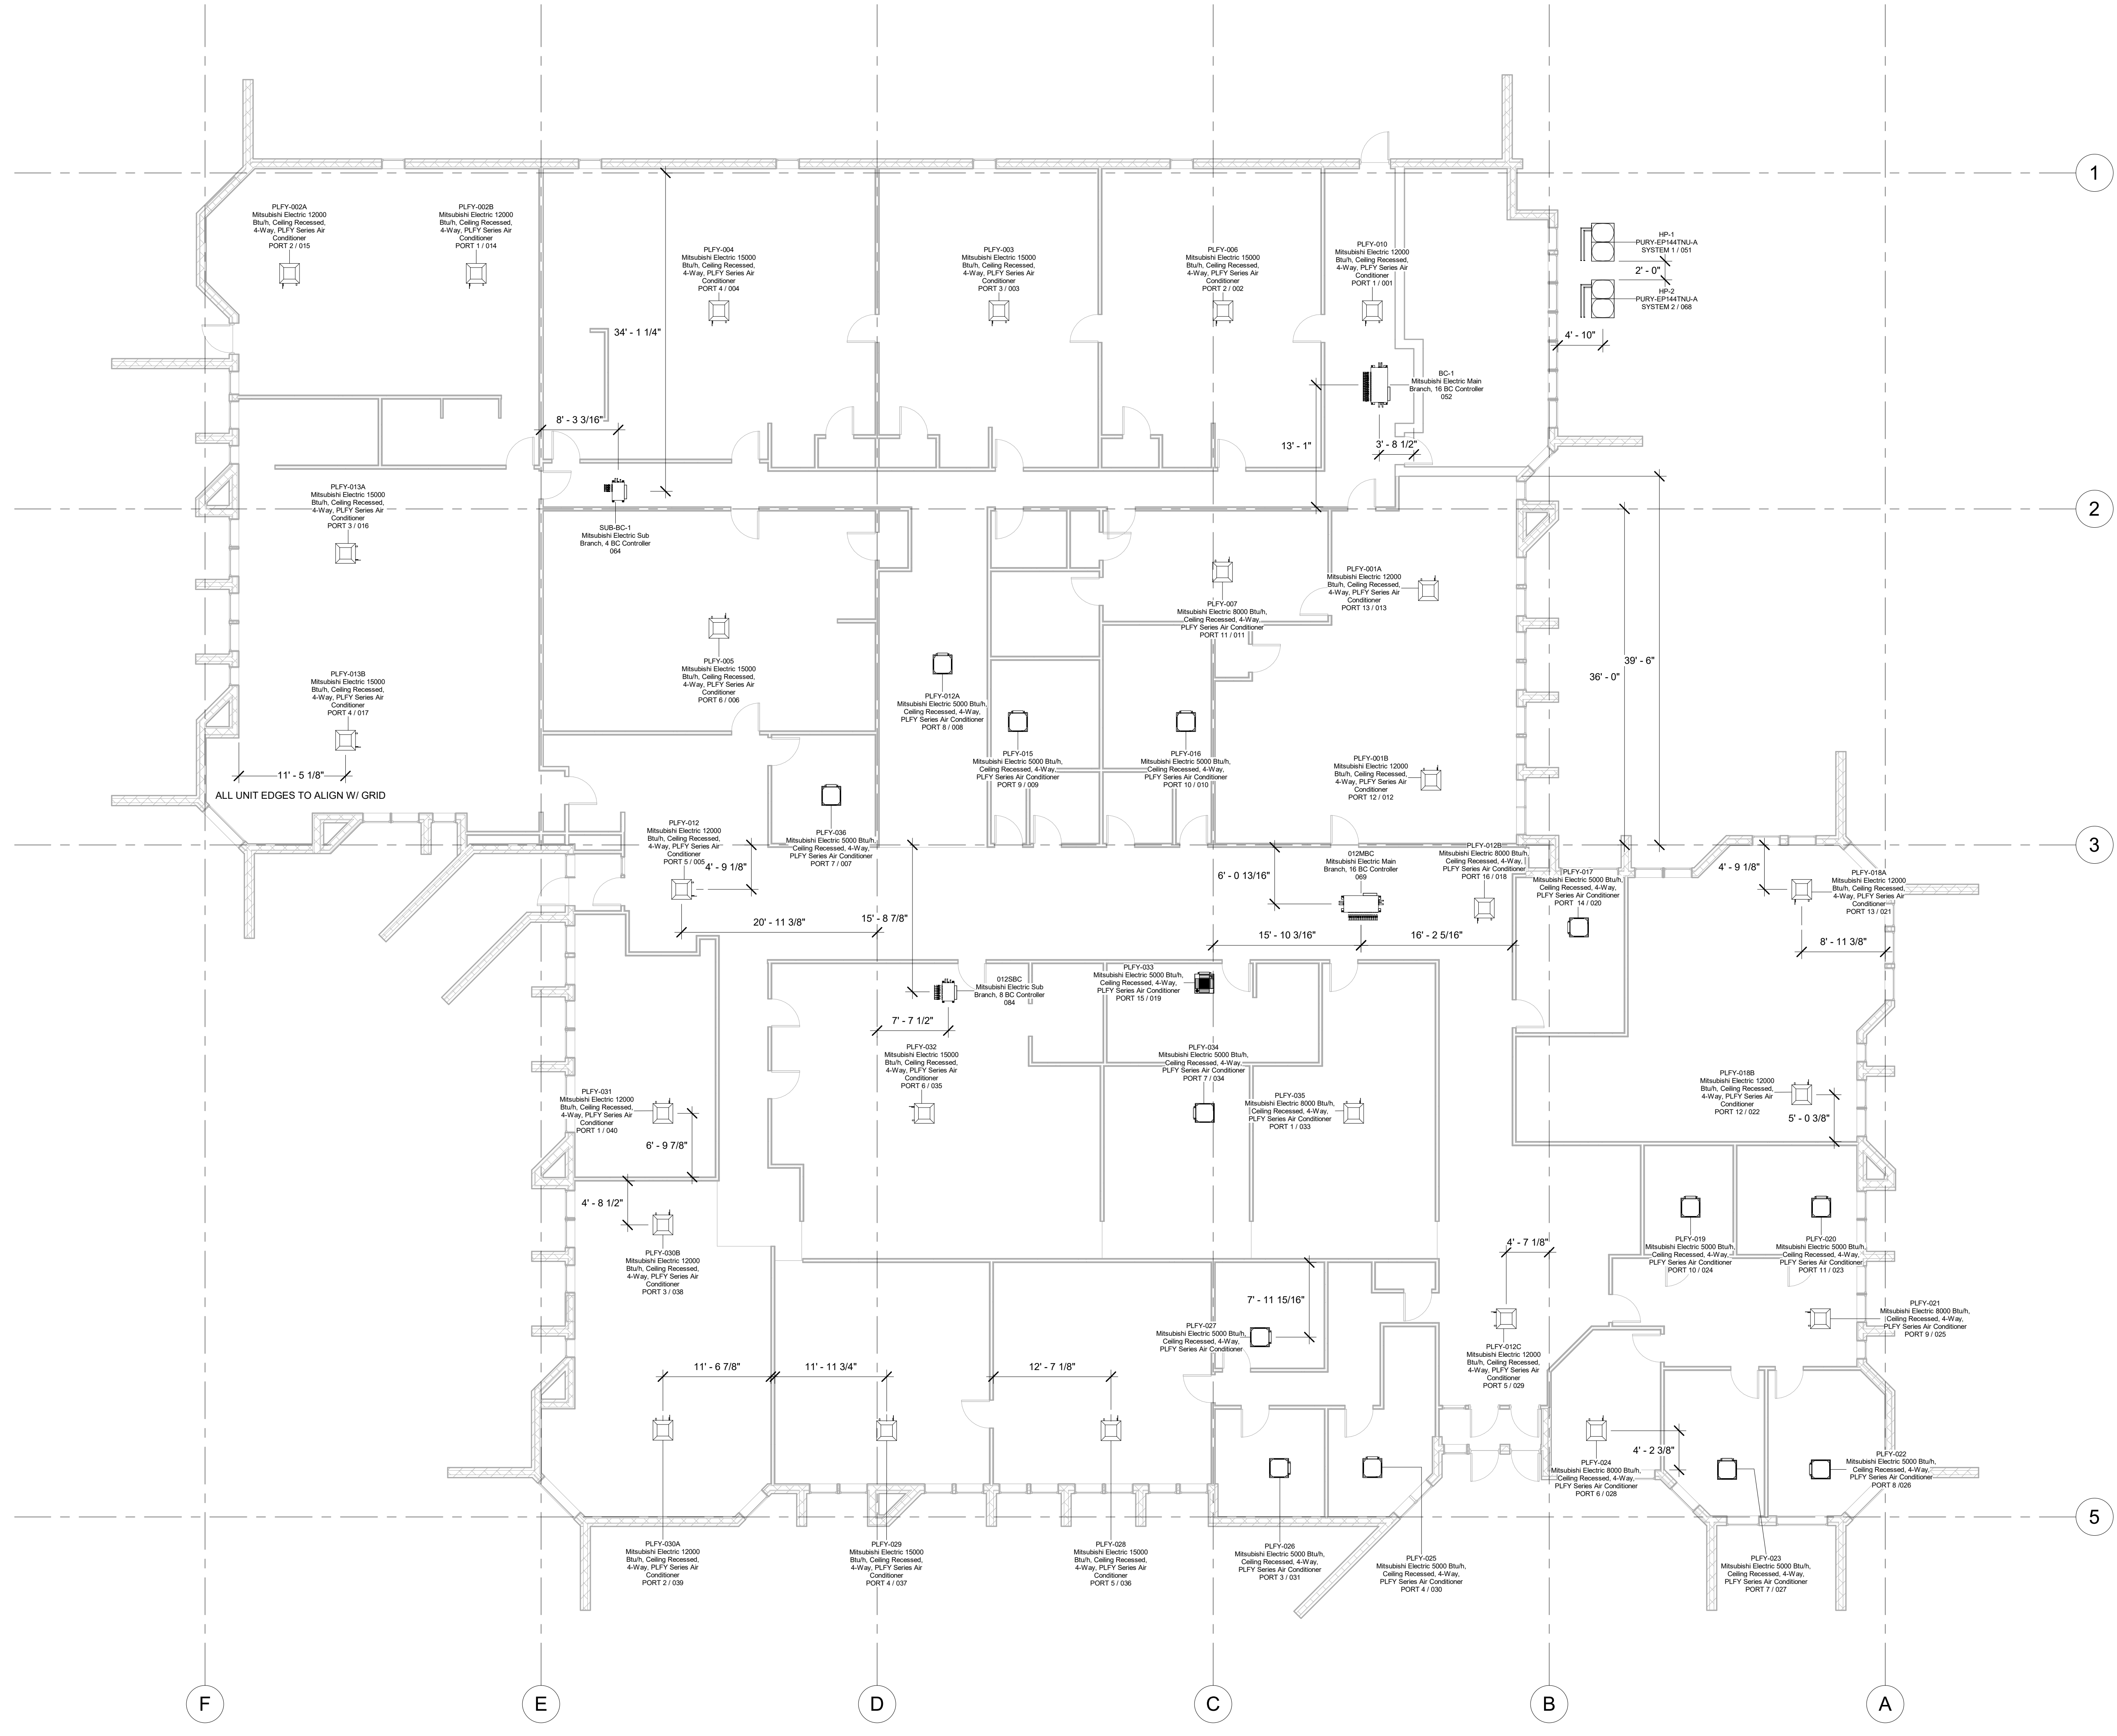 1
PLFY-002A
Mitsubishi Electric 12000
Btu/h, Ceiling Recessed,
4-Way, PLFY Series Air
Conditioner
PORT 2 / 015
PLFY-002B
Mitsubishi Electric 12000
Btu/h, Ceiling Recessed,
4-Way, PLFY Series Air
Conditioner
PORT 1 / 014
PLFY-004
Mitsubishi Electric 15000
Btu/h, Ceiling Recessed,
4-Way, PLFY Series Air
Conditioner
PORT 4 / 004
PLFY-003
Mitsubishi Electric 15000
Btu/h, Ceiling Recessed,
4-Way, PLFY Series Air
Conditioner
PORT 3 / 003
PLFY-006
Mitsubishi Electric 15000
Btu/h, Ceiling Recessed,
4-Way, PLFY Series Air
Conditioner
PORT 2 / 002
PLFY-010
Mitsubishi Electric 12000
Btu/h, Ceiling Recessed,
4-Way, PLFY Series Air
Conditioner
PORT 1 / 001
HP-1
PURY-EP144TNU-A
SYSTEM 1 / 051
2' - 0"
HP-2
PURY-EP144TNU-A
SYSTEM 2 / 068
4' - 10"
34' - 1 1/4"
BC-1
Mitsubishi Electric Main
Branch, 16 BC Controller
052
8' - 3 3/16"
13' - 1"
3' - 8 1/2"
PLFY-013A
Mitsubishi Electric 15000
Btu/h, Ceiling Recessed,
4-Way, PLFY Series Air
Conditioner
PORT 3 / 016
SUB-BC-1
Mitsubishi Electric Sub
Branch, 4 BC Controller
064
2
PLFY-001A
Mitsubishi Electric 12000
Btu/h, Ceiling Recessed,
4-Way, PLFY Series Air
Conditioner
PORT 13 / 013
PLFY-007
Mitsubishi Electric 8000 Btu/h,
Ceiling Recessed, 4-Way,
PLFY Series Air Conditioner
PORT 11 / 011
39' - 6"
36' - 0"
PLFY-013B
Mitsubishi Electric 15000
Btu/h, Ceiling Recessed,
4-Way, PLFY Series Air
Conditioner
PORT 4 / 017
PLFY-005
Mitsubishi Electric 15000
Btu/h, Ceiling Recessed,
4-Way, PLFY Series Air
Conditioner
PORT 6 / 006
PLFY-012A
Mitsubishi Electric 5000 Btu/h,
Ceiling Recessed, 4-Way,
PLFY Series Air Conditioner
PORT 8 / 008
PLFY-015
Mitsubishi Electric 5000 Btu/h,
Ceiling Recessed, 4-Way,
PLFY Series Air Conditioner
PORT 9 / 009
PLFY-016
Mitsubishi Electric 5000 Btu/h,
Ceiling Recessed, 4-Way,
PLFY Series Air Conditioner
PORT 10 / 010
PLFY-001B
Mitsubishi Electric 12000
Btu/h, Ceiling Recessed,
4-Way, PLFY Series Air
Conditioner
PORT 12 / 012
11' - 5 1/8"
ALL UNIT EDGES TO ALIGN W/ GRID
PLFY-012
Mitsubishi Electric 12000
Btu/h, Ceiling Recessed,
4-Way, PLFY Series Air
Conditioner
PORT 5 / 005
4' - 9 1/8"
PLFY-036
Mitsubishi Electric 5000 Btu/h,
Ceiling Recessed, 4-Way,
PLFY Series Air Conditioner
PORT 7 / 007
3
6' - 0 13/16"
012MBC
Mitsubishi Electric Main
Branch, 16 BC Controller
069
PLFY-012B
Mitsubishi Electric 8000 Btu/h,
Ceiling Recessed, 4-Way,
PLFY Series Air Conditioner
PORT 16 / 018
PLFY-017
Mitsubishi Electric 5000 Btu/h,
Ceiling Recessed, 4-Way,
PLFY Series Air Conditioner
PORT 14 / 020
4' - 9 1/8"
PLFY-018A
Mitsubishi Electric 12000
Btu/h, Ceiling Recessed,
4-Way, PLFY Series Air
Conditioner
PORT 13 / 021
20' - 11 3/8"
15' - 8 7/8"
15' - 10 3/16"
16' - 2 5/16"
8' - 11 3/8"
012SBC
Mitsubishi Electric Sub
Branch, 8 BC Controller
084
PLFY-033
Mitsubishi Electric 5000 Btu/h,
Ceiling Recessed, 4-Way,
PLFY Series Air Conditioner
PORT 15 / 019
7' - 7 1/2"
PLFY-032
Mitsubishi Electric 15000
Btu/h, Ceiling Recessed,
4-Way, PLFY Series Air
Conditioner
PORT 6 / 035
PLFY-034
Mitsubishi Electric 5000 Btu/h,
Ceiling Recessed, 4-Way,
PLFY Series Air Conditioner
PORT 7 / 034
PLFY-031
Mitsubishi Electric 12000
Btu/h, Ceiling Recessed,
4-Way, PLFY Series Air
Conditioner
PORT 1 / 040
PLFY-035
Mitsubishi Electric 8000 Btu/h,
Ceiling Recessed, 4-Way,
PLFY Series Air Conditioner
PORT 1 / 033
PLFY-018B
Mitsubishi Electric 12000
Btu/h, Ceiling Recessed,
4-Way, PLFY Series Air
Conditioner
PORT 12 / 022
5' - 0 3/8"
6' - 9 7/8"
4' - 8 1/2"
PLFY-030B
Mitsubishi Electric 12000
Btu/h, Ceiling Recessed,
4-Way, PLFY Series Air
Conditioner
PORT 3 / 038
4' - 7 1/8"
PLFY-019
Mitsubishi Electric 5000 Btu/h,
Ceiling Recessed, 4-Way,
PLFY Series Air Conditioner
PORT 10 / 024
PLFY-020
Mitsubishi Electric 5000 Btu/h,
Ceiling Recessed, 4-Way,
PLFY Series Air Conditioner
PORT 11 / 023
7' - 11 15/16"
PLFY-027
Mitsubishi Electric 5000 Btu/h,
Ceiling Recessed, 4-Way,
PLFY Series Air Conditioner
PLFY-021
Mitsubishi Electric 8000 Btu/h,
Ceiling Recessed, 4-Way,
PLFY Series Air Conditioner
PORT 9 / 025
PLFY-012C
Mitsubishi Electric 12000
Btu/h, Ceiling Recessed,
4-Way, PLFY Series Air
Conditioner
PORT 5 / 029
11' - 6 7/8"
11' - 11 3/4"
12' - 7 1/8"
4' - 2 3/8"
PLFY-024
Mitsubishi Electric 8000 Btu/h,
Ceiling Recessed, 4-Way,
PLFY Series Air Conditioner
PORT 6 / 028
PLFY-022
Mitsubishi Electric 5000 Btu/h,
Ceiling Recessed, 4-Way,
PLFY Series Air Conditioner
PORT 8 /026
5
PLFY-030A
Mitsubishi Electric 12000
Btu/h, Ceiling Recessed,
4-Way, PLFY Series Air
Conditioner
PORT 2 / 039
PLFY-029
Mitsubishi Electric 15000
Btu/h, Ceiling Recessed,
4-Way, PLFY Series Air
Conditioner
PORT 4 / 037
PLFY-028
Mitsubishi Electric 15000
Btu/h, Ceiling Recessed,
4-Way, PLFY Series Air
Conditioner
PORT 5 / 036
PLFY-026
Mitsubishi Electric 5000 Btu/h,
Ceiling Recessed, 4-Way,
PLFY Series Air Conditioner
PORT 3 / 031
PLFY-025
Mitsubishi Electric 5000 Btu/h,
Ceiling Recessed, 4-Way,
PLFY Series Air Conditioner
PORT 4 / 030
PLFY-023
Mitsubishi Electric 5000 Btu/h,
Ceiling Recessed, 4-Way,
PLFY Series Air Conditioner
PORT 7 / 027
F
E
D
C
B
A